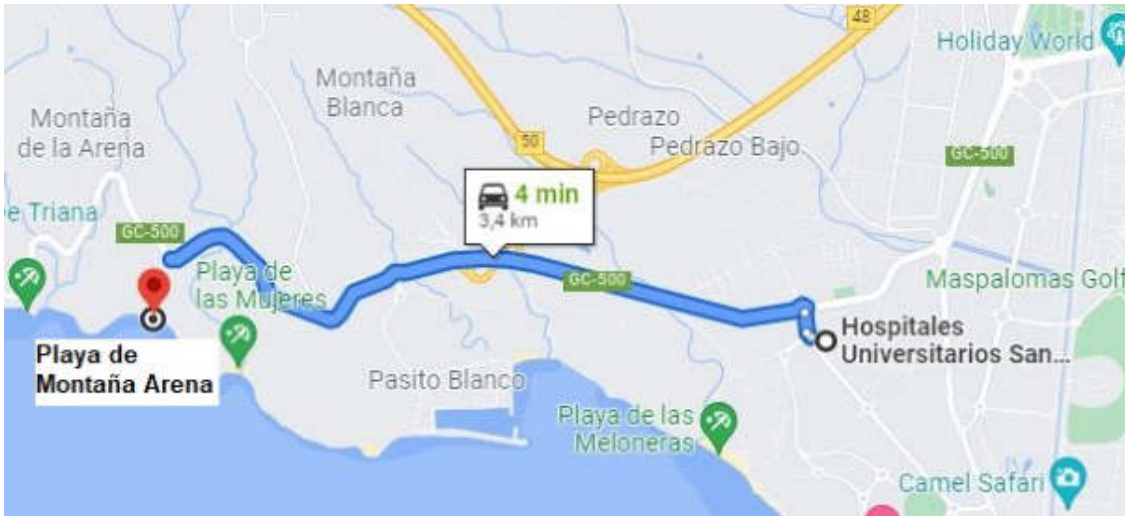 48
Holiday World
Montaña
Blanca
Montaña
de la Arena
Pedrazo
Pedrazo Bajo
50
GC-500
4 min
3,4 km
e Triana
GC-500
Playa de
las Mujeres
GC-500
Maspalomas Golf
Hospitales
Universitarios San...
Playa de
Montaña Arena
Pasito Blanco
Playa de las
Meloneras
Camel Safari